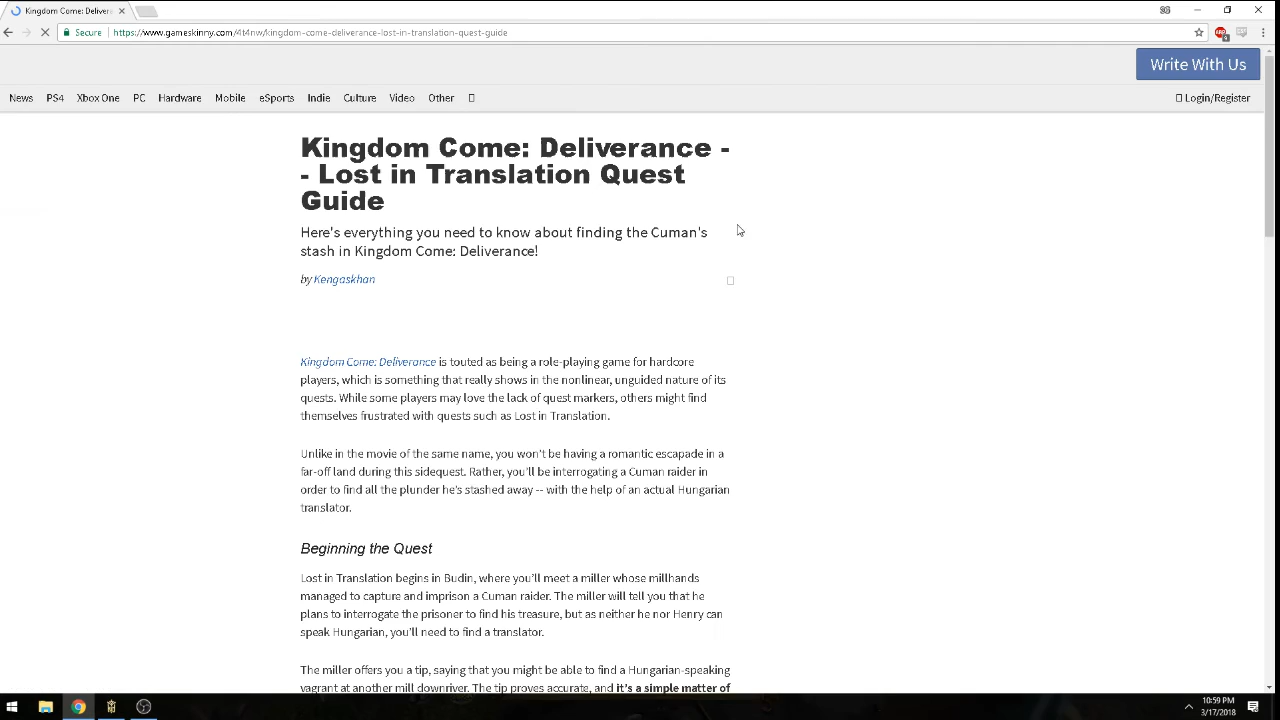 Kingdom Come: Deliver
Secure https://www.gameskinny.com/4t4nw/kingdom-come-deliverance-lost-in-translation-quest-guide
Write With Us
News PS4 Xbox One PC Hardware Mobile eSports Indie Culture Video Other Login/Register
Kingdom Come: Deliverance -
- Lost in Translation Quest
Guide
Here's everything you need to know about finding the Cuman's
stash in Kingdom Come: Deliverance!
by Kengaskhan
Kingdom Come: Deliverance is touted as being a role-playing game for hardcore
players, which is something that really shows in the nonlinear, unguided nature of its
quests. While some players may love the lack of quest markers, others might find
themselves frustrated with quests such as Lost in Translation.
Unlike in the movie of the same name, you won't be having a romantic escapade in a
far-off land during this sidequest. Rather, you'll be interrogating a Cuman raider in
order to find all the plunder he's stashed away -- with the help of an actual Hungarian
translator.
Beginning the Quest
Lost in Translation begins in Budin, where you'll meet a miller whose millhands
managed to capture and imprison a Cuman raider. The miller will tell you that he
plans to interrogate the prisoner to find his treasure, but as neither he nor Henry can
speak Hungarian, you'll need to find a translator.
The miller offers you a tip, saying that you might be able to find a Hungarian-speaking
vagrant at another mill downriver. The tip proves accurate, and it's a simple matter of
10:59 PM
3/17/2018